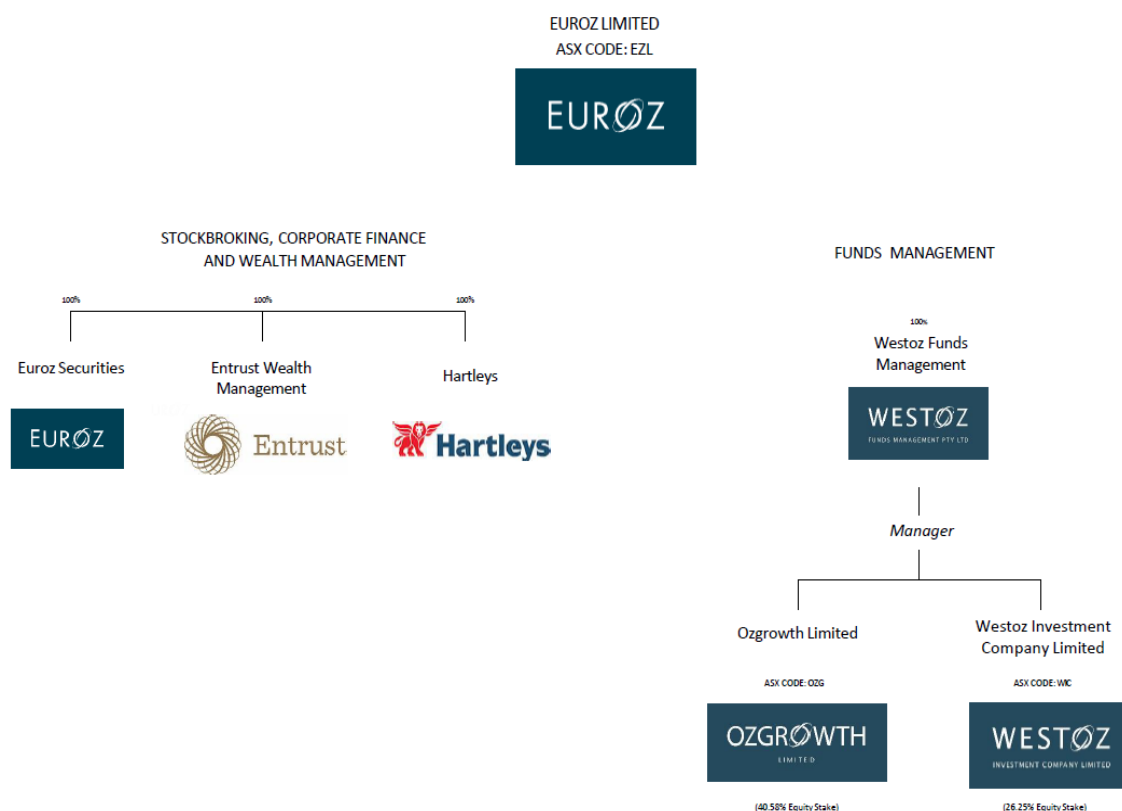 EUROZ LIMITED
ASX CODE: EZL
EUROZ
STOCKBROKING, CORPORATE FINANCE
AND WEALTH MANAGEMENT
FUNDS MANAGEMENT
100%
100%
100%
100%
Euroz Securities
Entrust Wealth
Management
Hartleys
Westoz Funds
Management
EUROZ
Entrust
Hartleys
WESTOZ
FUNDS MANAGEMENT PTY LTD
Manager
Ozgrowth Limited
Westoz Investment
Company Limited
ASX CODE: OZG
ASX CODE: WIC
OZGROWTH
LIMITED
WESTOZ
INVESTMENT COMPANY LIMITED
(40.58% Equity Stake)
(26.25% Equity Stake)